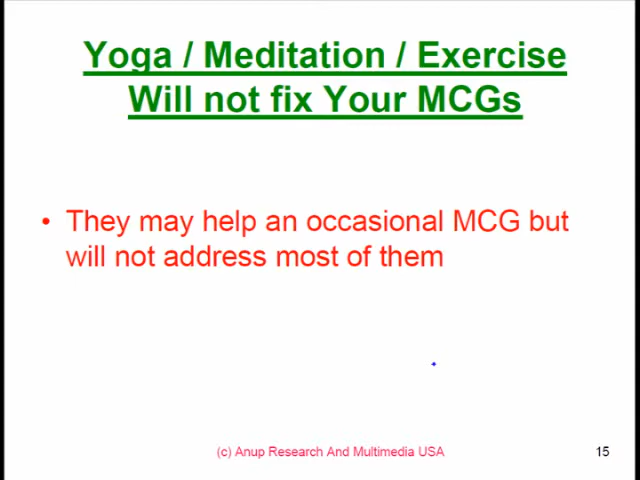 Yoga / Meditation / Exercise
Will not fix Your MCGs
• They may help an occasional MCG but
will not address most of them
(c) Anup Research And Multimedia USA
15